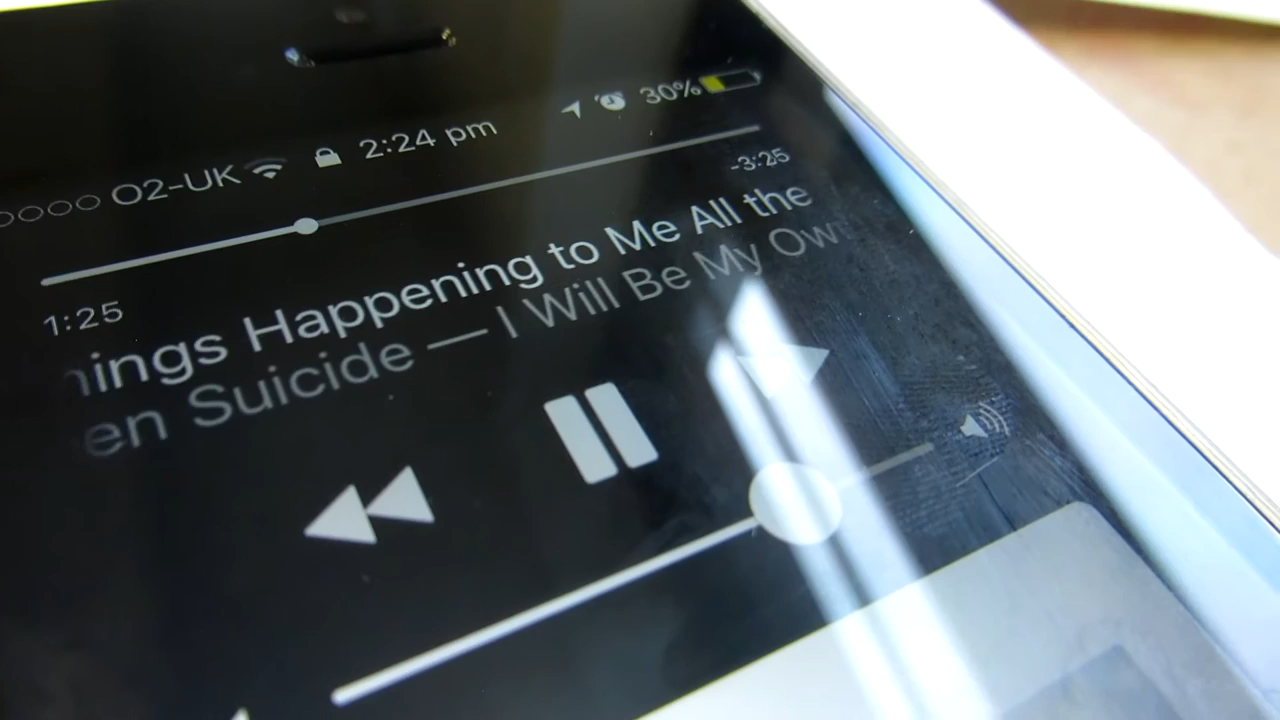 O2-UK 2:24 pm 30%
-3:25
1:25
ings Happening to Me All the
en Suicide — I Will Be My Ow